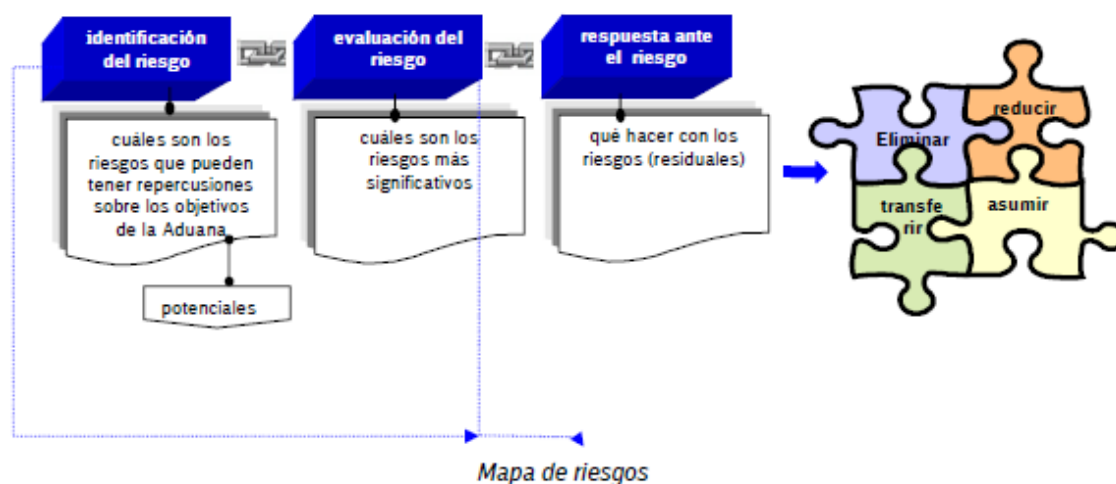 identificación
del riesgo
evaluación del
riesgo
respuesta ante
el riesgo
cuáles son los
riesgos que pueden
tener repercusiones
sobre los objetivos
de la Aduana
potenciales
cuáles son los
riesgos más
significativos
qué hacer con los
riesgos (residuales)
Eliminar
reducir
transfe
rir
asumir
Mapa de riesgos